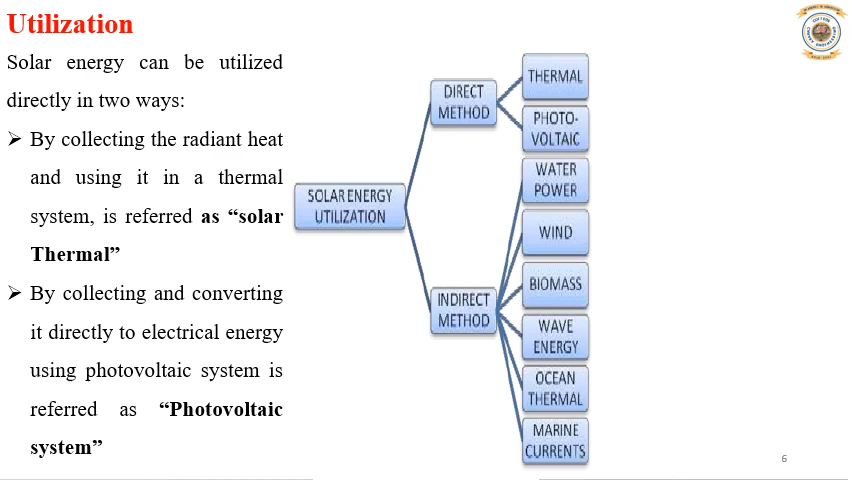 Utilization
Solar energy can be utilized
directly in two ways:
➢ By collecting the radiant heat
and using it in a thermal
system, is referred as “solar
Thermal”
➢ By collecting and converting
it directly to electrical energy
using photovoltaic system is
referred as “Photovoltaic
system”
SOLAR ENERGY
UTILIZATION
DIRECT
METHOD
THERMAL
PHOTO-
VOLTAIC
INDIRECT
METHOD
WATER
POWER
WIND
BIOMASS
WAVE
ENERGY
OCEAN
THERMAL
MARINE
CURRENTS
6